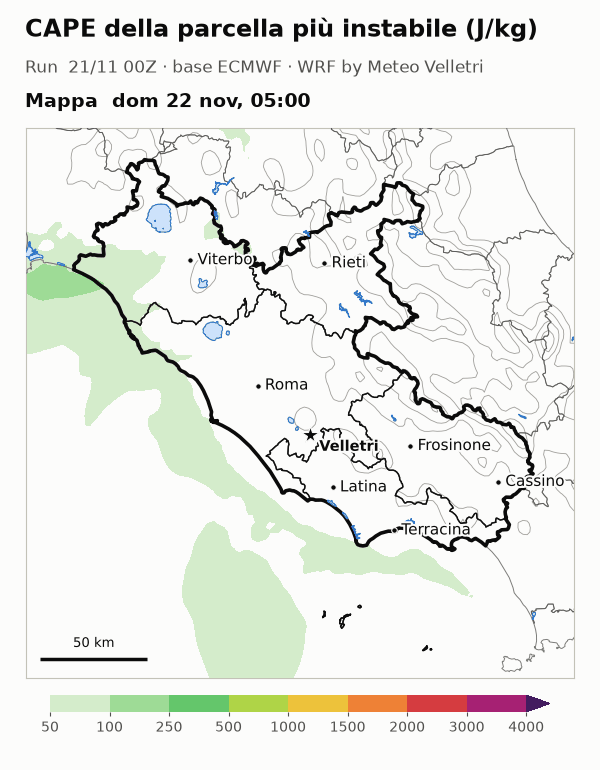 CAPE della parcella più instabile (J/kg)
Run  21/11 00Z · base ECMWF · WRF by Meteo Velletri
Mappa  dom 22 nov, 05:00
Viterbo
Rieti
Roma
Velletri
Frosinone
Latina
Cassino
Terracina
50 km
50 100 250 500 1000 1500 2000 3000 4000